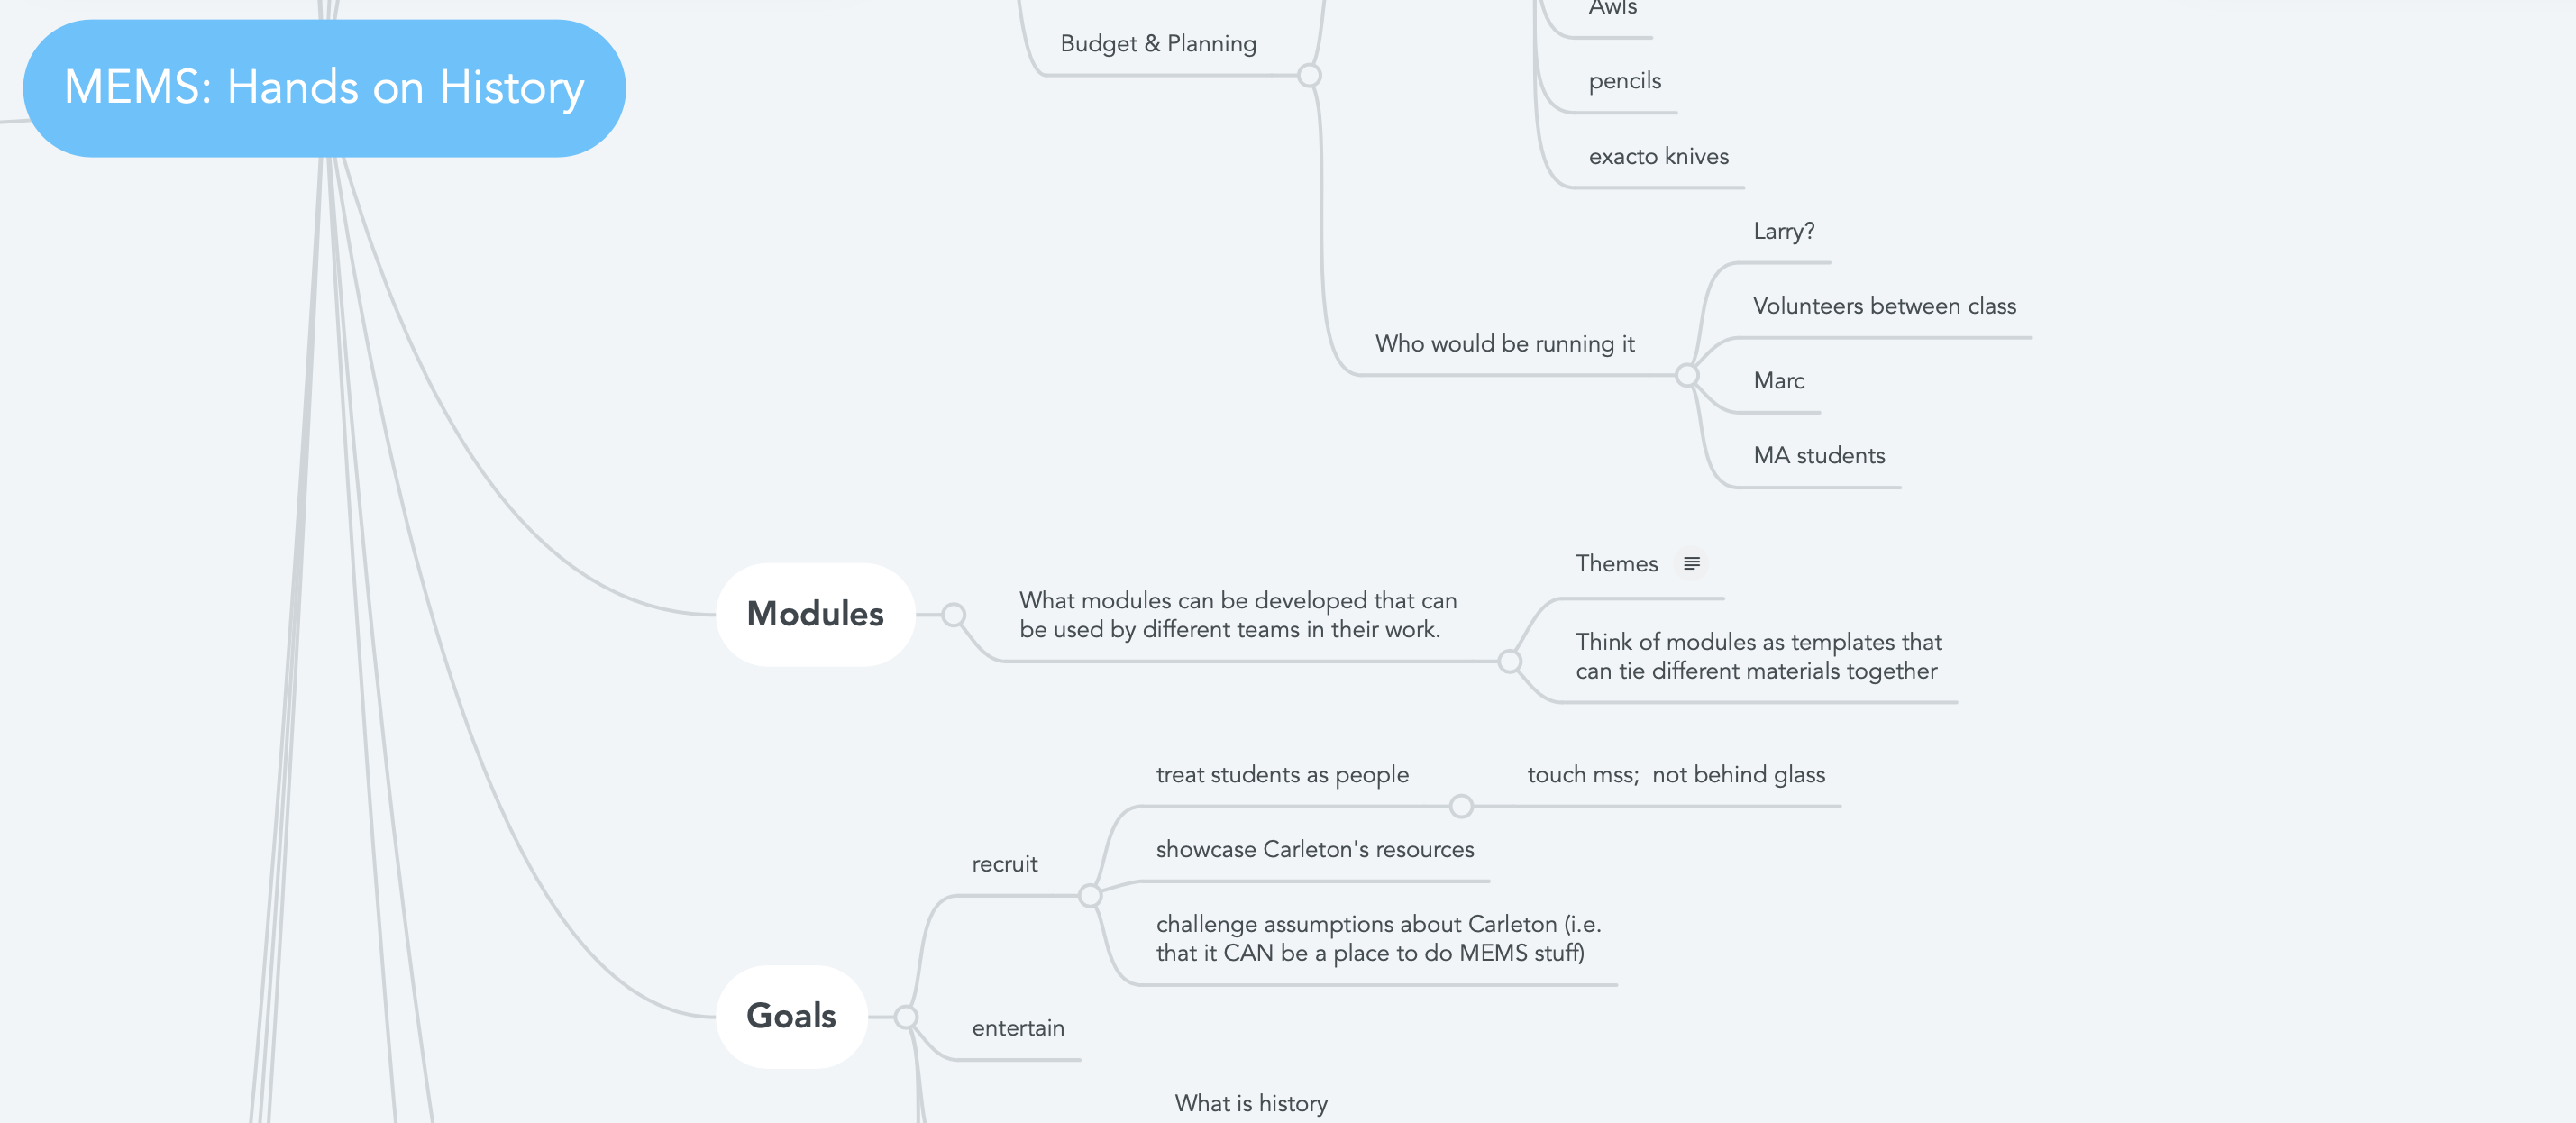 MEMS: Hands on History
Budget & Planning
Awls
pencils
exacto knives
Who would be running it
Larry?
Volunteers between class
Marc
MA students
Modules
What modules can be developed that can
be used by different teams in their work.
Themes
Think of modules as templates that
can tie different materials together
Goals
recruit
treat students as people
touch mss;  not behind glass
showcase Carleton's resources
challenge assumptions about Carleton (i.e.
that it CAN be a place to do MEMS stuff)
entertain
What is history